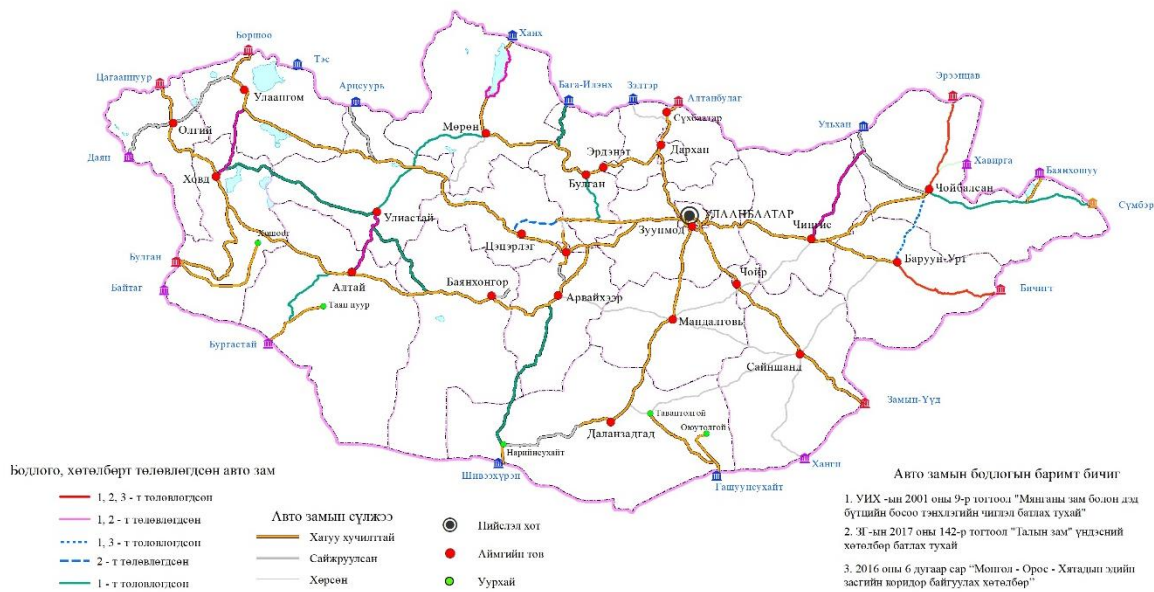 Ханх
Боршоо
Тэс
Цагааннуур
Арцсуурь
Бага-Илэнх
Зэлтэр
Алтанбулаг
Эрээнцав
Улаангом
Сүхбаатар
Ульхан
Өлгий
Мөрөн
Дархан
Эрдэнэт
Хавирга
Даян
Булган
Баянхошуу
Ховд
Чойбалсан
Улиастай
УЛААНБААТАР
Сүмбэр
Зуунмод
Чингис
Цэцэрлэг
Баруун-Урт
Булган
Алтай
Баянхонгор
Чойр
Байтаг
Арвайхээр
Бичигт
Мандалговь
Бургастай
Сайншанд
Замын-Үүд
Тавантолгой
Даланзадгад
Оюутолгой
Нарийнсухайт
Шивээхүрэн
Гашуунсухайт
Ханги
Бодлого, хөтөлбөрт төлөвлөгдсөн авто зам
1, 2, 3 - т төлөвлөгдсөн
1, 2 - т төлөвлөгдсөн
1, 3 - т төлөвлөгдсөн
2 - т төлөвлөгдсөн
1 - т төлөвлөгдсөн
Авто замын сүлжээ
Хатуу хучилттай
Сайжруулсан
Хөрсөн
Нийслэл хот
Аймгийн төв
Уурхай
Авто замын бодлогын баримт бичиг
1. УИХ -ын 2001 оны 9-р тогтоол "Мянганы зам болон дэд
бүтцийн босоо тэнхлэгийн чиглэл батлах тухай"
2. ЗГ-ын 2017 оны 142-р тогтоол "Талын зам" үндэсний
хөтөлбөр батлах тухай
3. 2016 оны 6 дугаар сар “Монгол - Орос - Хятадын эдийн
засгийн коридор байгуулах хөтөлбөр”